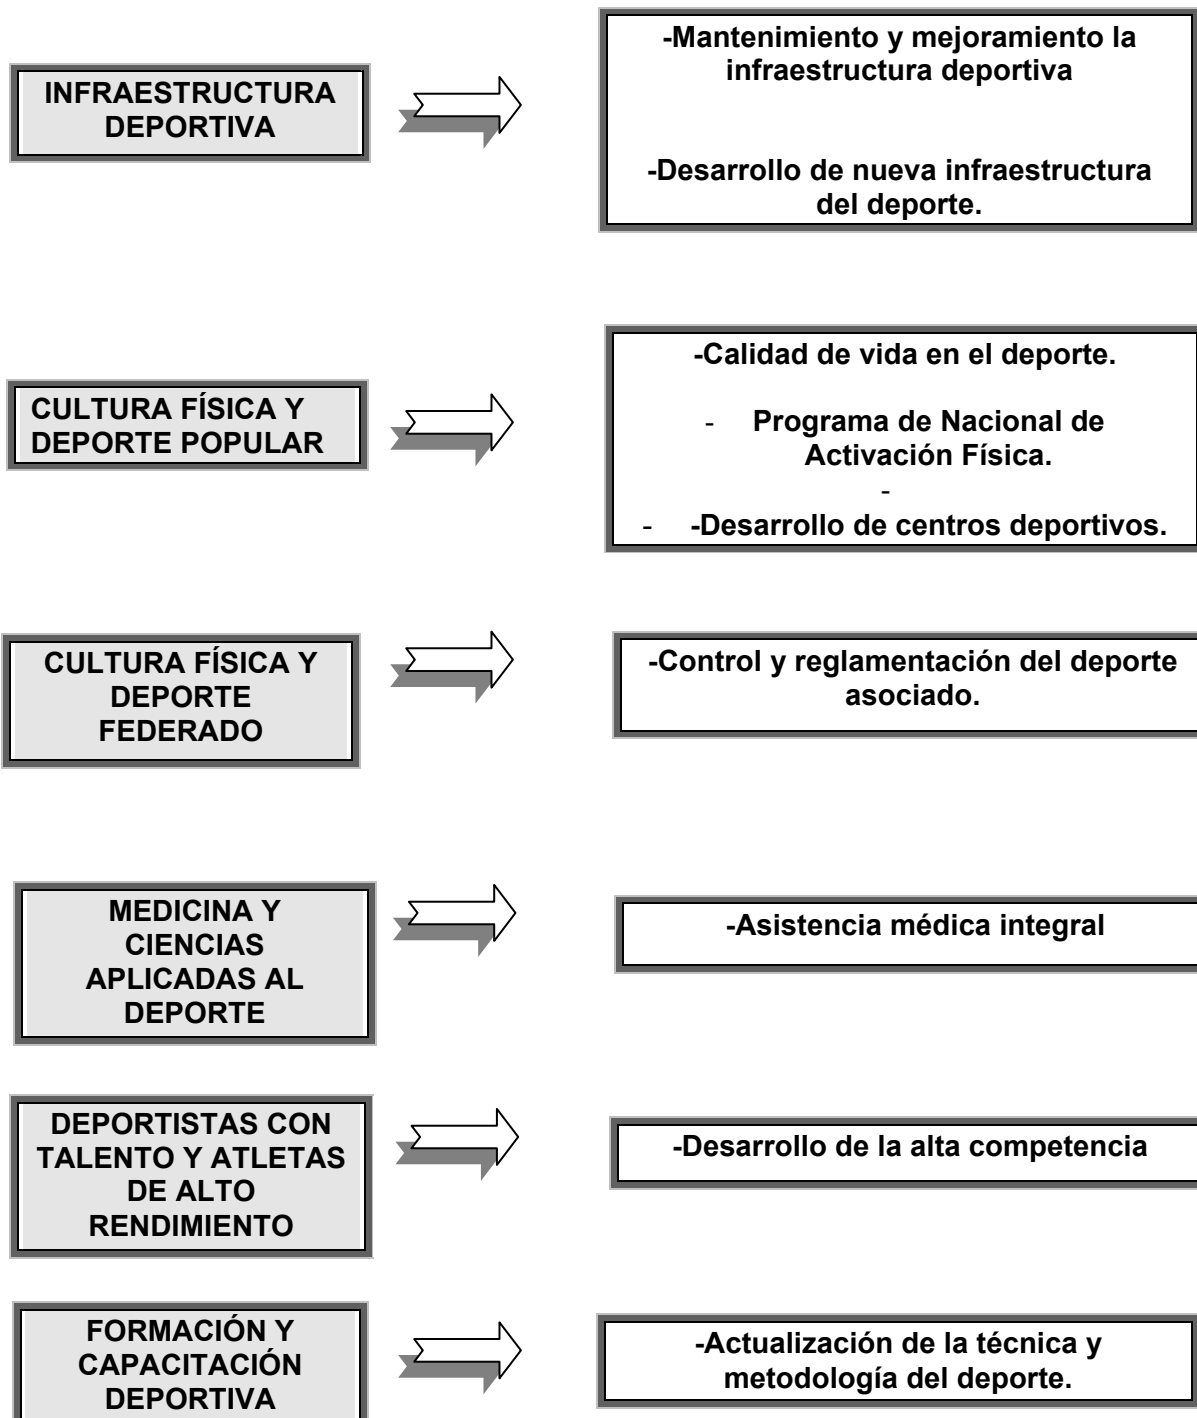 INFRAESTRUCTURA
DEPORTIVA
-Mantenimiento y mejoramiento la
infraestructura deportiva
-Desarrollo de nueva infraestructura
del deporte.
CULTURA FÍSICA Y
DEPORTE POPULAR
-Calidad de vida en el deporte.
- Programa de Nacional de
Activación Física.
-
- -Desarrollo de centros deportivos.
CULTURA FÍSICA Y
DEPORTE
FEDERADO
-Control y reglamentación del deporte
asociado.
MEDICINA Y
CIENCIAS
APLICADAS AL
DEPORTE
-Asistencia médica integral
DEPORTISTAS CON
TALENTO Y ATLETAS
DE ALTO
RENDIMIENTO
-Desarrollo de la alta competencia
FORMACIÓN Y
CAPACITACIÓN
DEPORTIVA
-Actualización de la técnica y
metodología del deporte.